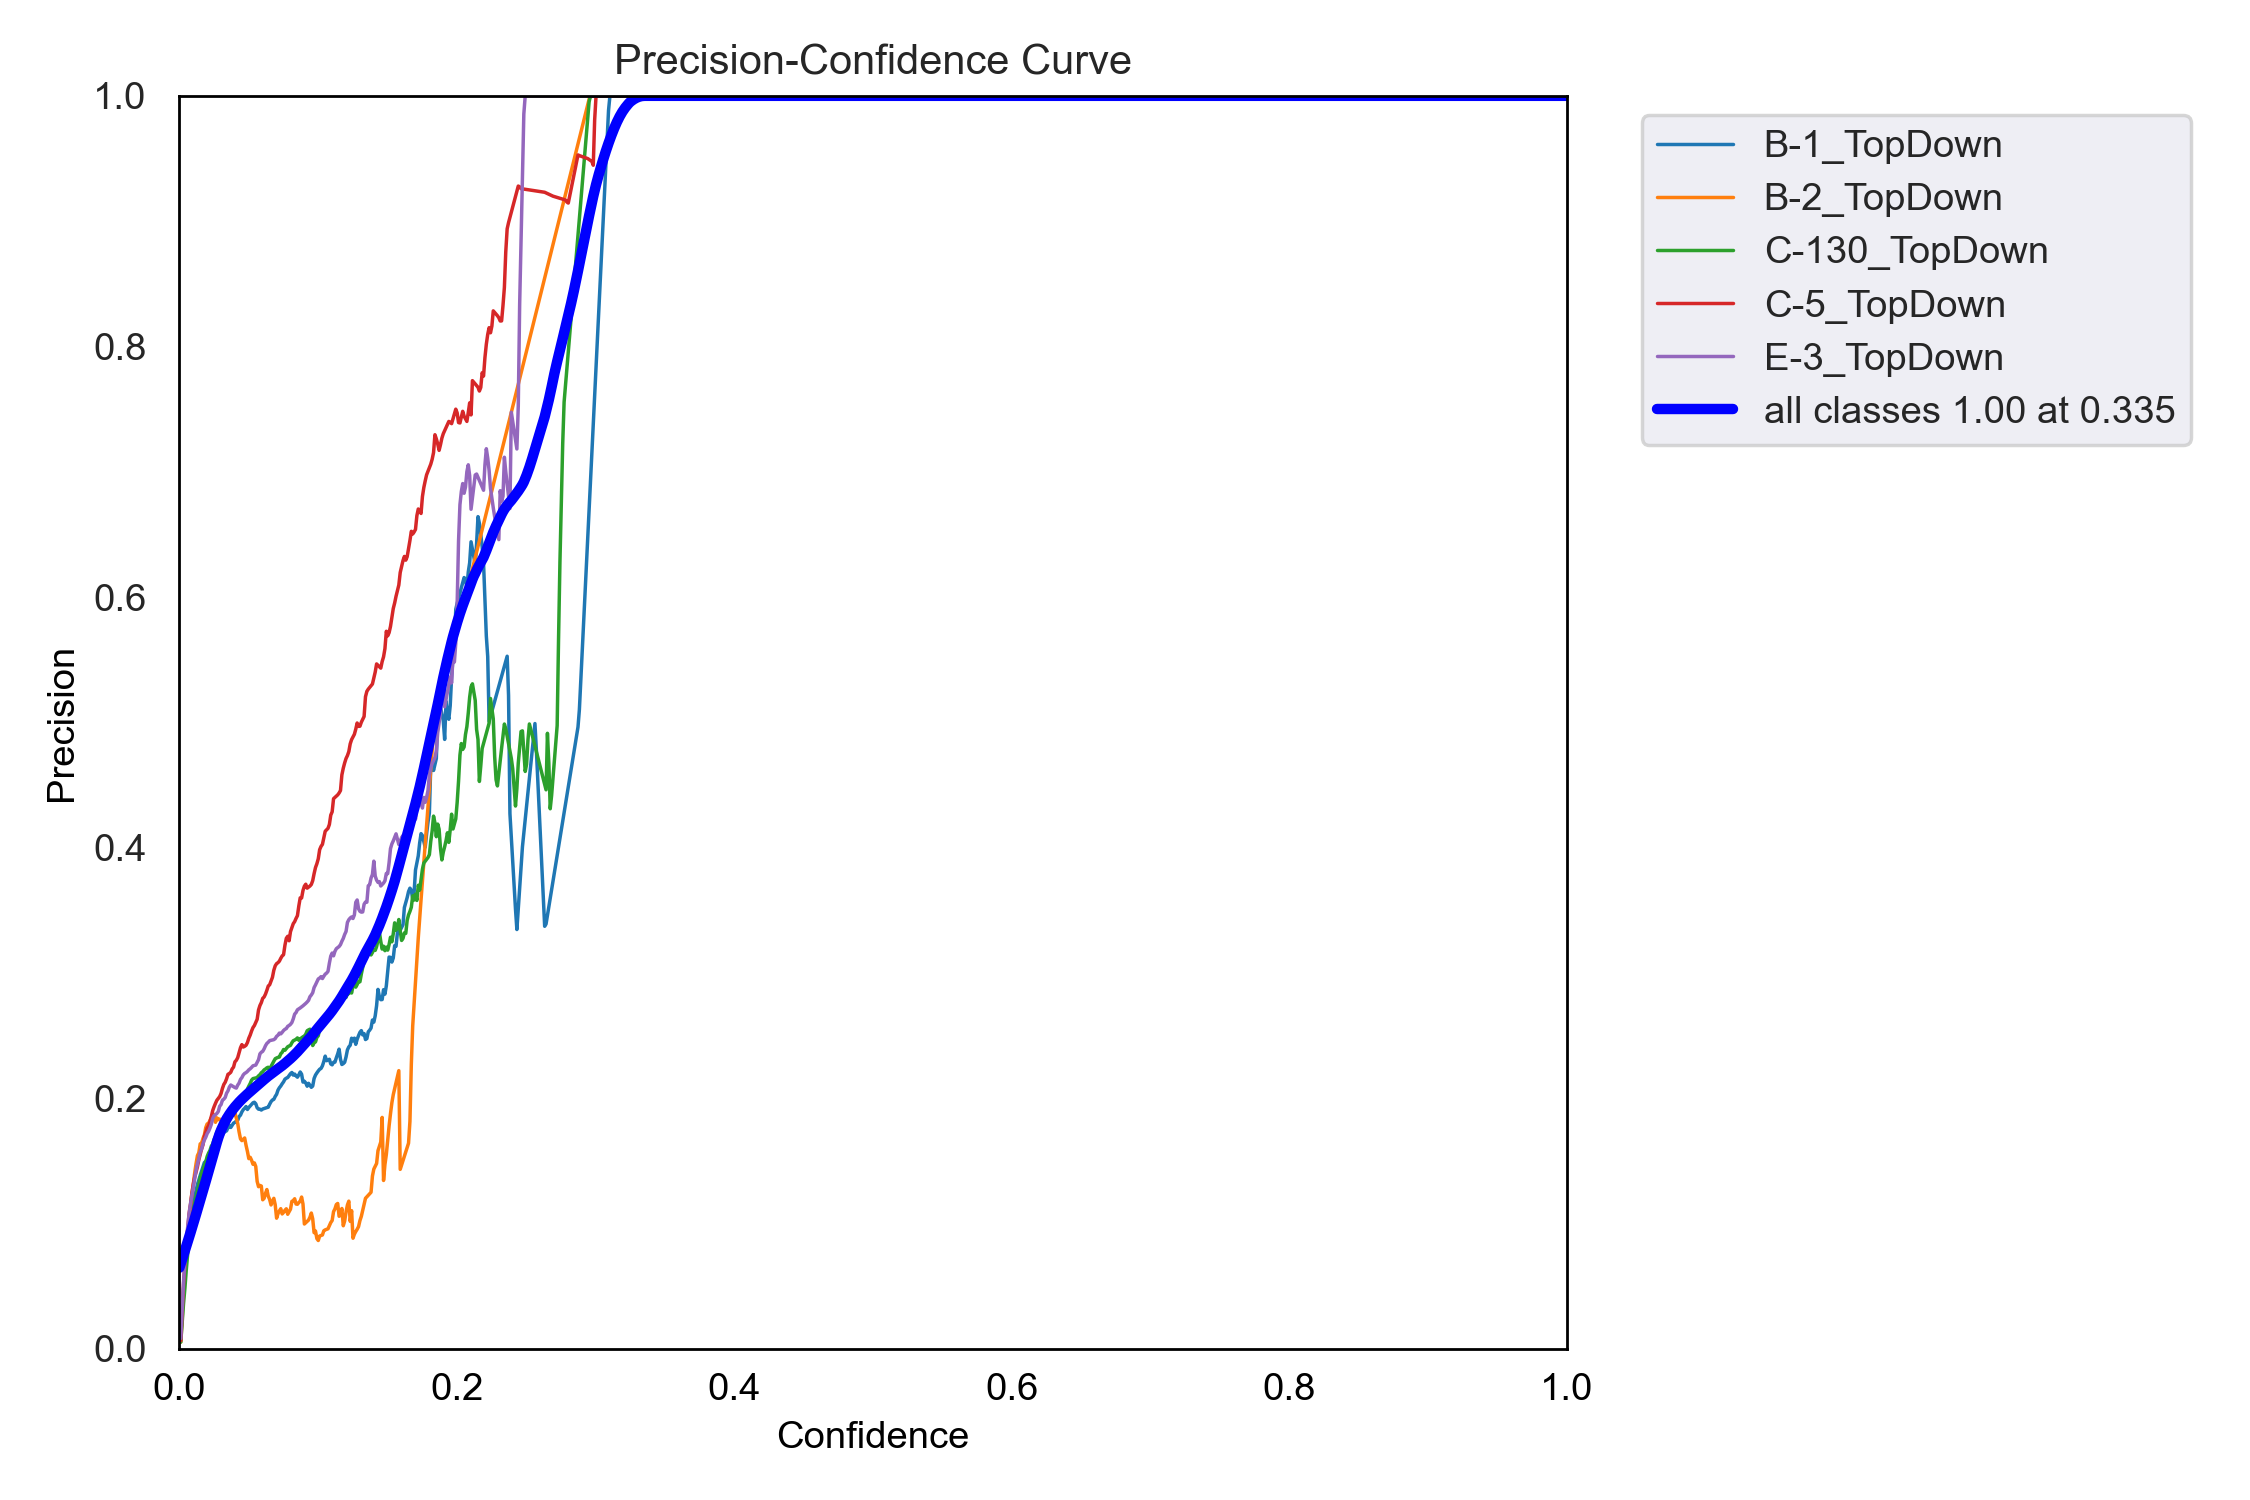 Precision-Confidence Curve
1.0
0.8
0.6
0.4
0.2
0.0
Precision
0.0 0.2 0.4 0.6 0.8 1.0
Confidence
B-1_TopDown
B-2_TopDown
C-130_TopDown
C-5_TopDown
E-3_TopDown
all classes 1.00 at 0.335